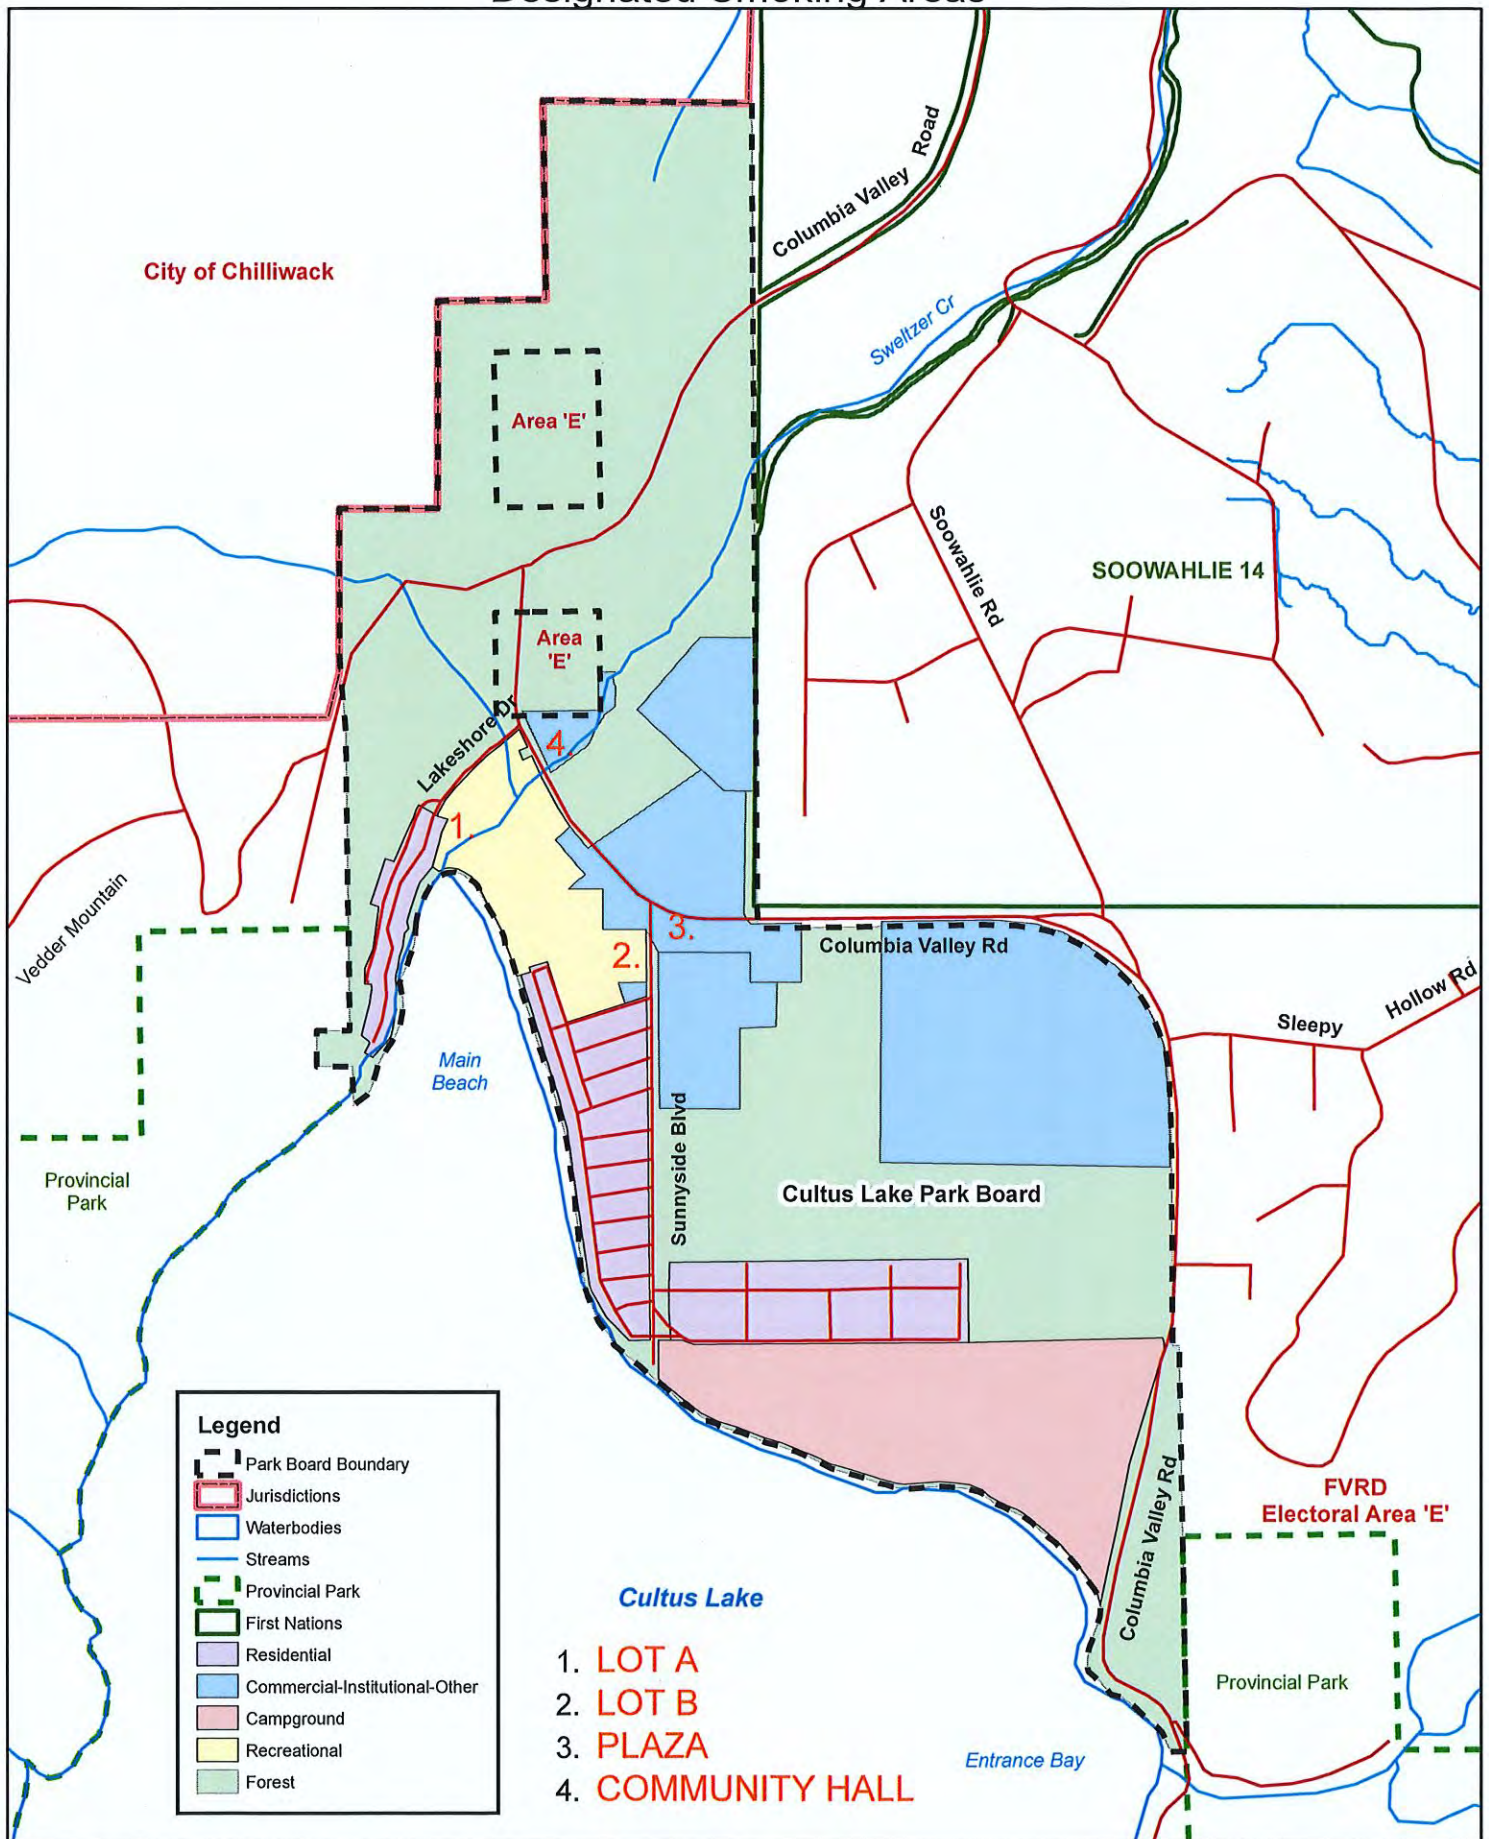 Designated Smoking Areas
Columbia Valley Road
City of Chilliwack
Sweltzer Cr
Area 'E'
Soowahlie Rd
SOOWAHLIE 14
Area
'E'
Lakeshore Dr
4.
1.
Vedder Mountain
3.
2.
Columbia Valley Rd
Hollow Rd
Sleepy
Main
Beach
Sunnyside Blvd
Provincial
Park
Cultus Lake Park Board
Legend
Park Board Boundary
Jurisdictions
Waterbodies
Streams
Provincial Park
First Nations
Residential
Commercial-Institutional-Other
Campground
Recreational
Forest
FVRD
Electoral Area 'E'
Columbia Valley Rd
Cultus Lake
1. LOT A
2. LOT B
3. PLAZA
4. COMMUNITY HALL
Provincial Park
Entrance Bay